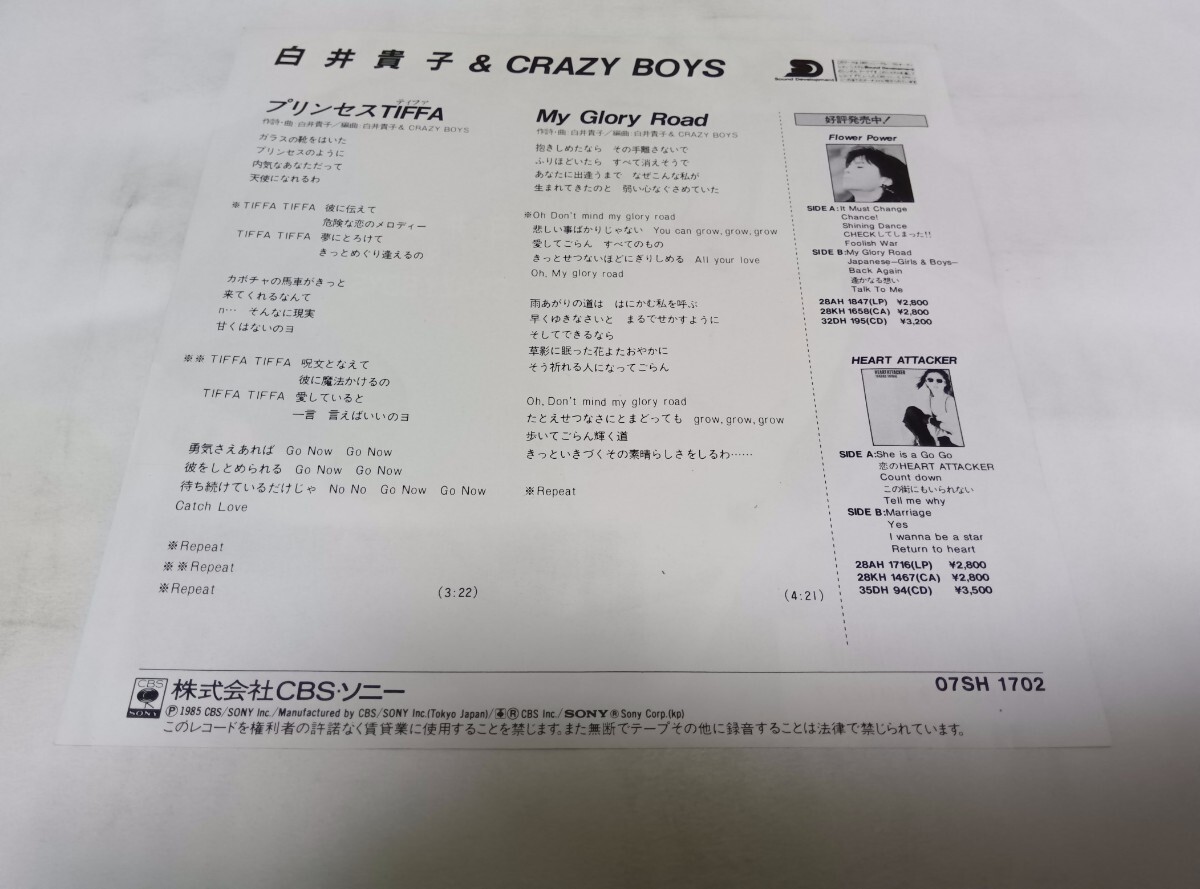 白井貴子 & CRAZY BOYS
Sound Development
プリンセスTIFFA
ティファ
作詩・曲:白井貴子/編曲:白井貴子& CRAZY BOYS
ガラスの靴をはいた
プリンセスのように
内気なあなただって
天使になれるわ
※TIFFA TIFFA 彼に伝えて
危険な恋のメロディー
TIFFA TIFFA 夢にとろけて
きっとめぐり逢えるの
カボチャの馬車がきっと
来てくれるなんて
n… そんなに現実
甘くはないのヨ
※※TIFFA TIFFA 呪文となえて
彼に魔法かけるの
TIFFA TIFFA 愛していると
一言 言えばいいのヨ
勇気さえあれば Go Now Go Now
彼をしとめられる Go Now Go Now
待ち続けているだけじゃ No No Go Now Go Now
Catch Love
※Repeat
※※Repeat
※Repeat
(3:22)
My Glory Road
作詩・曲:白井貴子/編曲:白井貴子& CRAZY BOYS
抱きしめたなら その手離さないで
ふりほどいたら すべて消えそうで
あなたに出逢うまで なぜこんな私が
生まれてきたのと 弱い心なぐさめていた
※Oh Don't mind my glory road
悲しい事ばかりじゃない You can grow, grow, grow
愛してごらん すべてのもの
きっとせつないほどにぎりしめる All your love
Oh, My glory road
雨あがりの道は はにかむ私を呼ぶ
早くゆきなさいと まるでせかすように
そしてできるなら
草影に眠った花よたおやかに
そう祈れる人になってごらん
Oh, Don't mind my glory road
たとえせつなさにとまどっても grow, grow, grow
歩いてごらん輝く道
きっといきづくその素晴らしさをしるわ……
※Repeat
(4:21)
好評発売中!
Flower Power
SIDE A:It Must Change
Chance!
Shining Dance
CHECKしてしまった!!
Foolish War
SIDE B:My Glory Road
Japanese-Girls & Boys-
Back Again
遥かなる想い
Talk To Me
28AH 1847(LP) ¥2,800
28KH 1658(CA) ¥2,800
32DH 195(CD) ¥3,200
HEART ATTACKER
HEART ATTACKER
SIDE A:She is a Go Go
恋のHEART ATTACKER
Count down
この街にもいられない
Tell me why
SIDE B:Marriage
Yes
I wanna be a star
Return to heart
28AH 1716(LP) ¥2,800
28KH 1467(CA) ¥2,800
35DH 94(CD) ¥3,500
CBS
SONY
株式会社CBS・ソニー
07SH 1702
Ⓟ1985 CBS/SONY Inc./Manufactured by CBS/SONY Inc.(Tokyo Japan)/Ⓡ CBS Inc./SONY® Sony Corp.(kp)
このレコードを権利者の許諾なく賃貸業に使用することを禁じます。また無断でテープその他に録音することは法律で禁じられています。